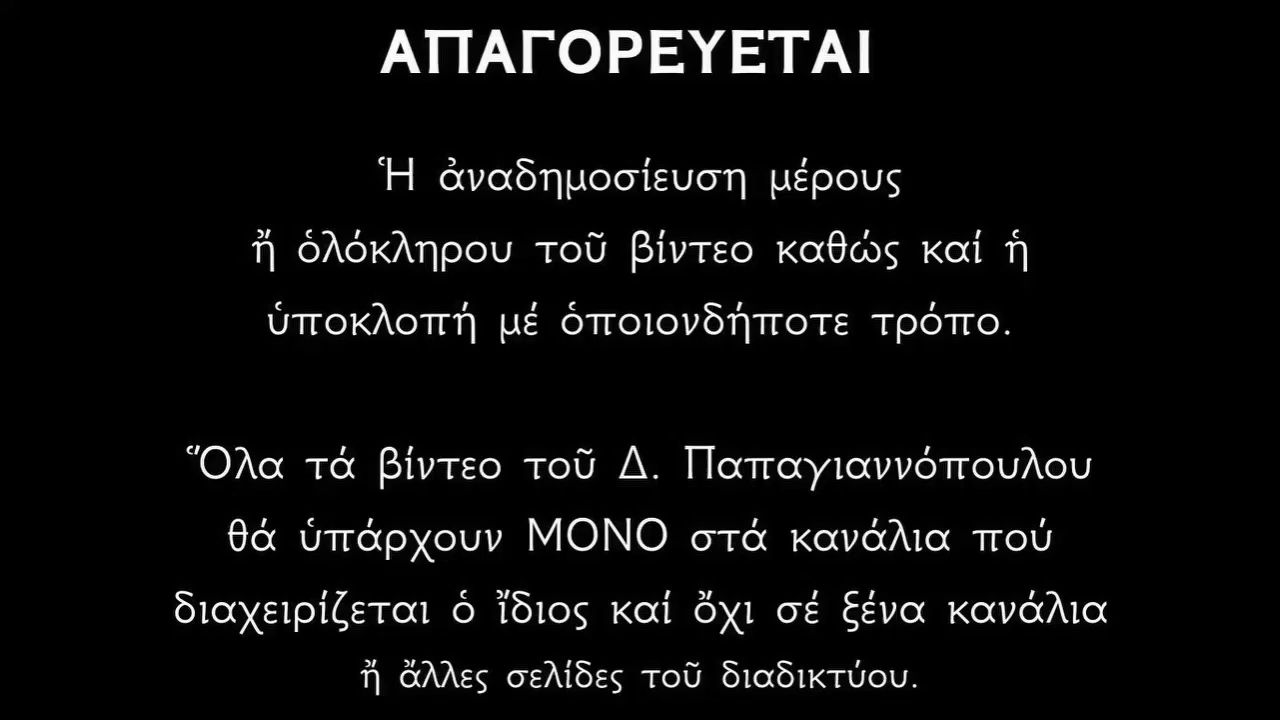 ΑΠΑΓΟΡΕΥΕΤΑΙ
Ἡ ἀναδημοσίευση μέρους
ἤ ὁλόκληρου τοῦ βίντεο καθώς καί ἡ
ὑποκλοπή μέ ὁποιονδήποτε τρόπο.
Ὅλα τά βίντεο τοῦ Δ. Παπαγιαννόπουλου
θά ὑπάρχουν ΜΟΝΟ στά κανάλια πού
διαχειρίζεται ὁ ἴδιος καί ὄχι σέ ξένα κανάλια
ἤ ἄλλες σελίδες τοῦ διαδικτύου.